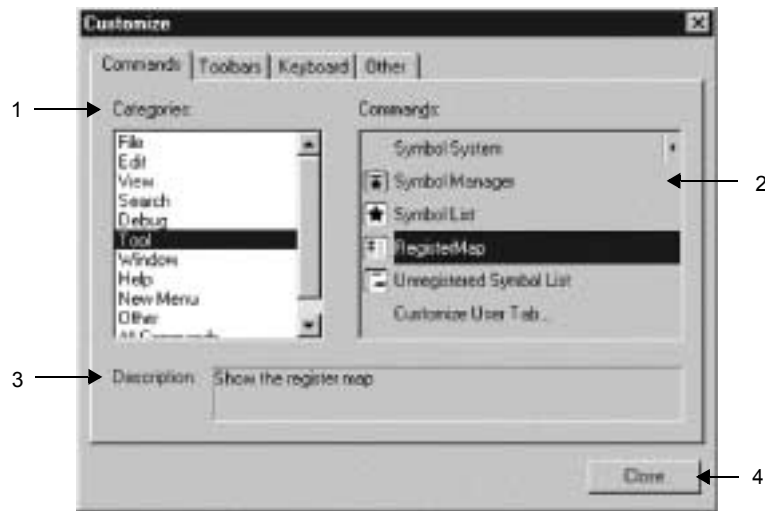 Customize
Commands Toolbars Keyboard Other
1
Categories:
File
Edit
View
Search
Debug
Tool
Window
Help
New Menu
Other
All Commands
Commands:
Symbol System
Symbol Manager
Symbol List
RegisterMap
Unregistered Symbol List
Customize User Tab...
2
3
Description:
Show the register map
Close
4